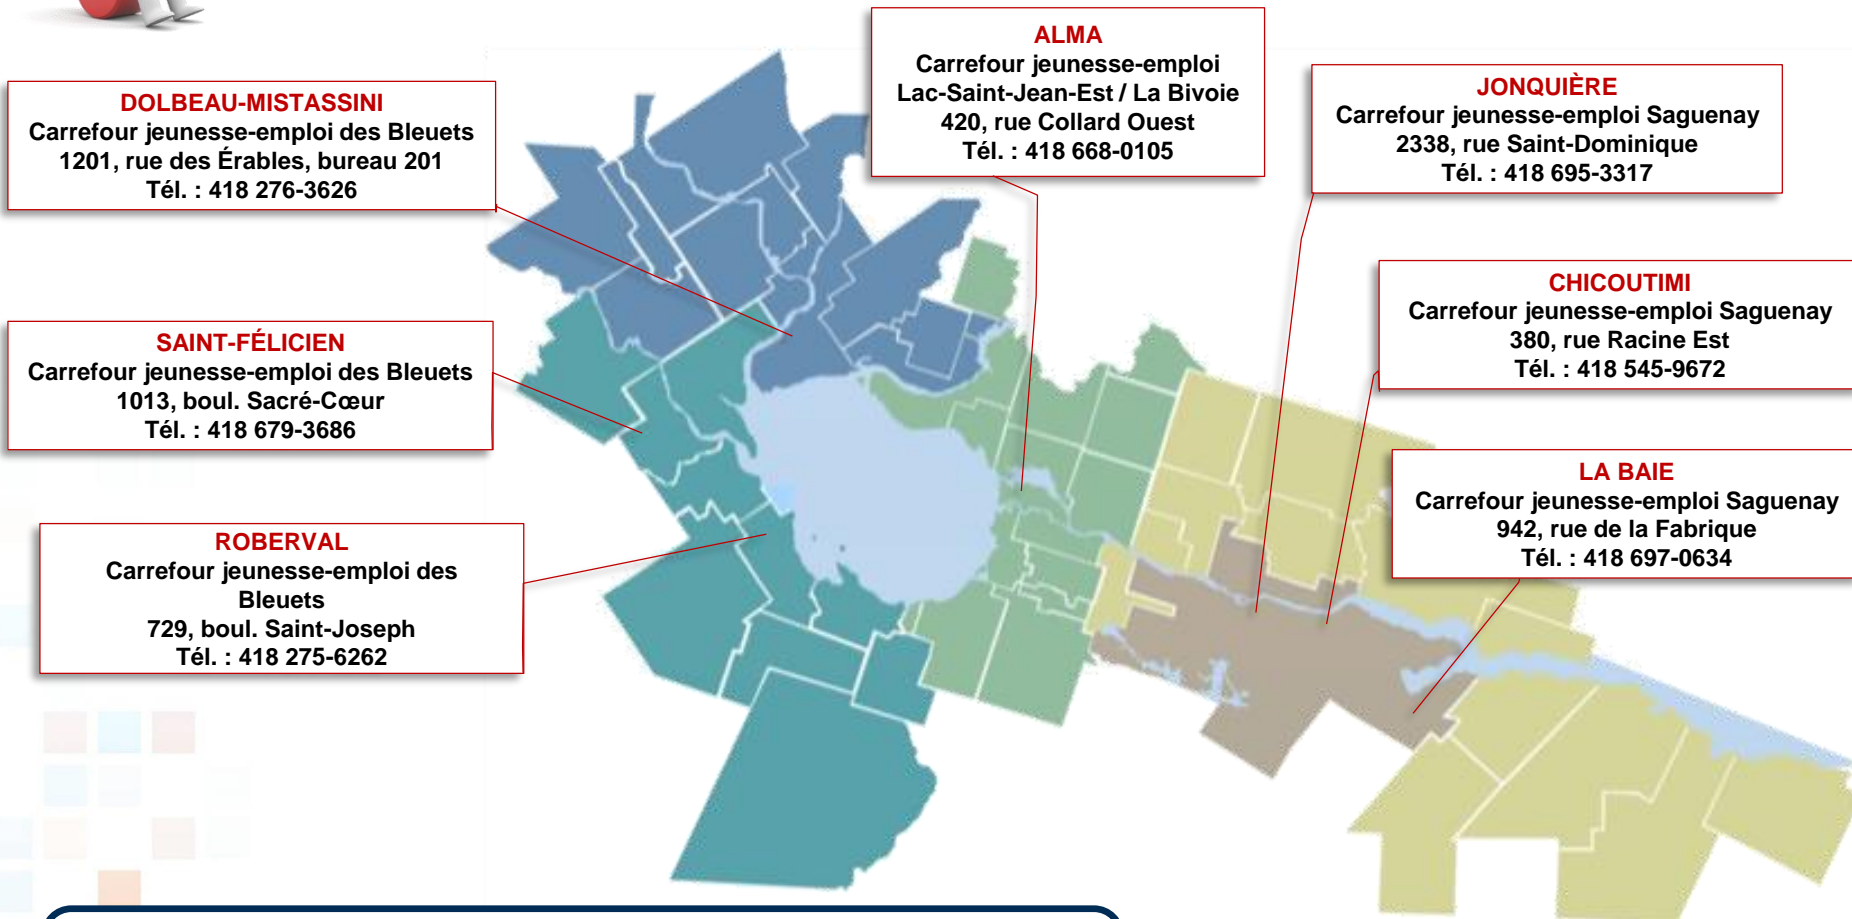 ALMA
Carrefour jeunesse-emploi
Lac-Saint-Jean-Est / La Bivoie
420, rue Collard Ouest
Tél. : 418 668-0105
DOLBEAU-MISTASSINI
Carrefour jeunesse-emploi des Bleuets
1201, rue des Érables, bureau 201
Tél. : 418 276-3626
JONQUIÈRE
Carrefour jeunesse-emploi Saguenay
2338, rue Saint-Dominique
Tél. : 418 695-3317
CHICOUTIMI
Carrefour jeunesse-emploi Saguenay
380, rue Racine Est
Tél. : 418 545-9672
SAINT-FÉLICIEN
Carrefour jeunesse-emploi des Bleuets
1013, boul. Sacré-Cœur
Tél. : 418 679-3686
LA BAIE
Carrefour jeunesse-emploi Saguenay
942, rue de la Fabrique
Tél. : 418 697-0634
ROBERVAL
Carrefour jeunesse-emploi des
Bleuets
729, boul. Saint-Joseph
Tél. : 418 275-6262